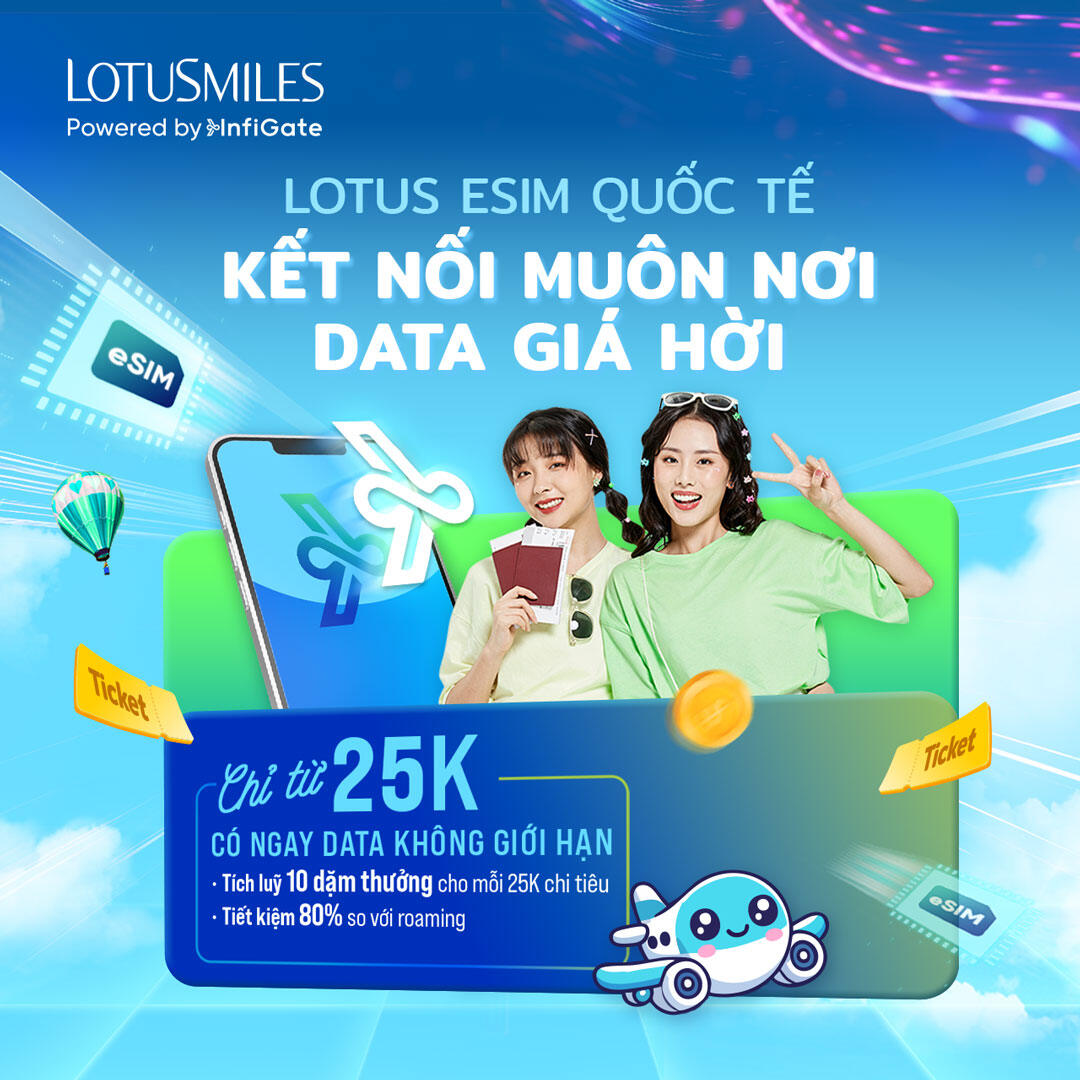 LOTUSMILES
Powered by InfiGate
LOTUS ESIM QUỐC TẾ
KẾT NỐI MUÔN NƠI
DATA GIÁ HỜI
eSIM
Ticket
Chỉ từ 25K
CÓ NGAY DATA KHÔNG GIỚI HẠN
· Tích luỹ 10 dặm thưởng cho mỗi 25K chi tiêu
· Tiết kiệm 80% so với roaming
Ticket
eSIM